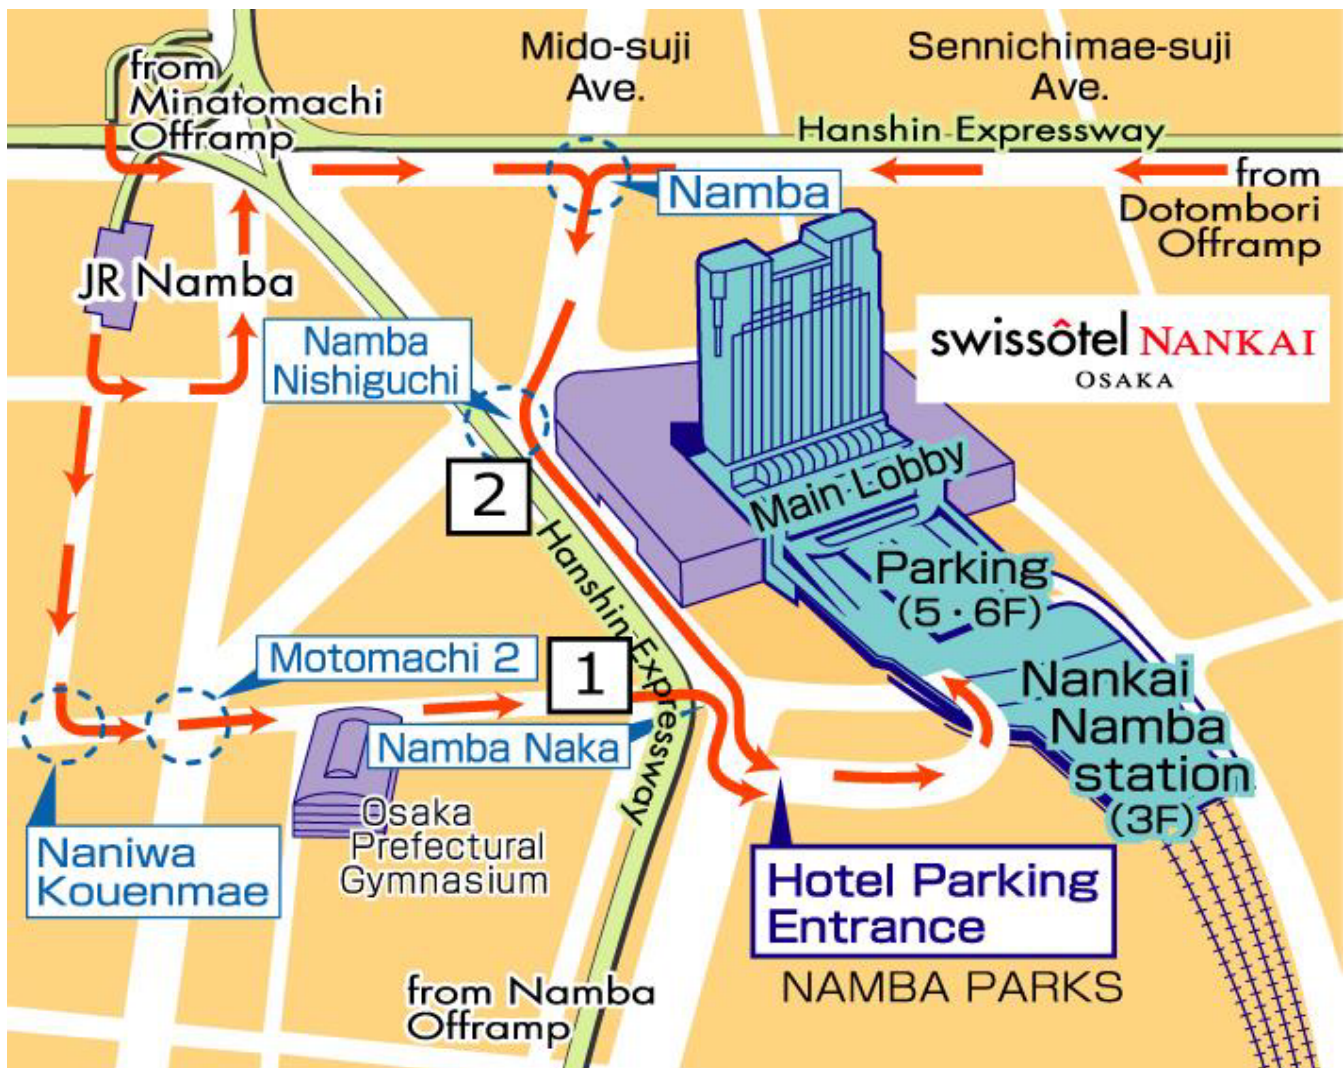 Mido-suji
Ave.
Sennichimae-suji
Ave.
from
Minatomachi
Offramp
Hanshin Expressway
Namba
from
Dotombori
Offramp
JR Namba
Namba
Nishiguchi
swissôtel NANKAI
OSAKA
2
Main Lobby
Hanshin Expressway
Parking
(5・6F)
Motomachi 2
1
Nankai
Namba
station
(3F)
Namba Naka
Osaka
Prefectural
Gymnasium
Naniwa
Kouenmae
Hotel Parking
Entrance
NAMBA PARKS
from Namba
Offramp